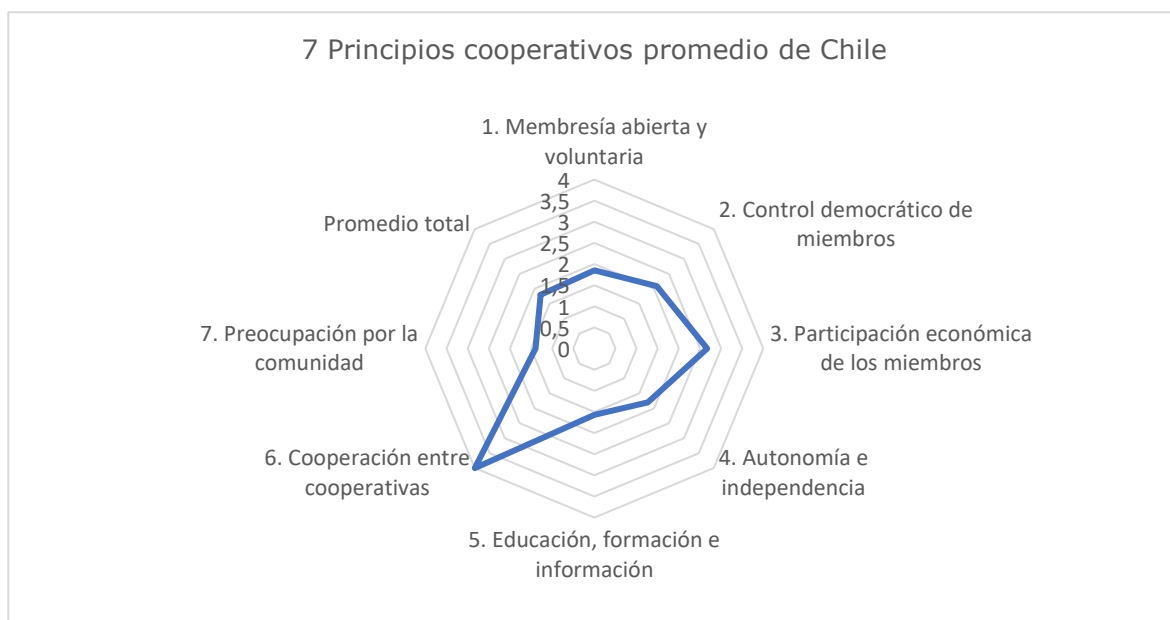 7 Principios cooperativos promedio de Chile
1. Membresía abierta y
voluntaria
2. Control democrático de
miembros
3. Participación económica
de los miembros
4. Autonomía e
independencia
5. Educación, formación e
información
6. Cooperación entre
cooperativas
7. Preocupación por la
comunidad
Promedio total
4
3,5
3
2,5
2
1,5
1
0,5
0